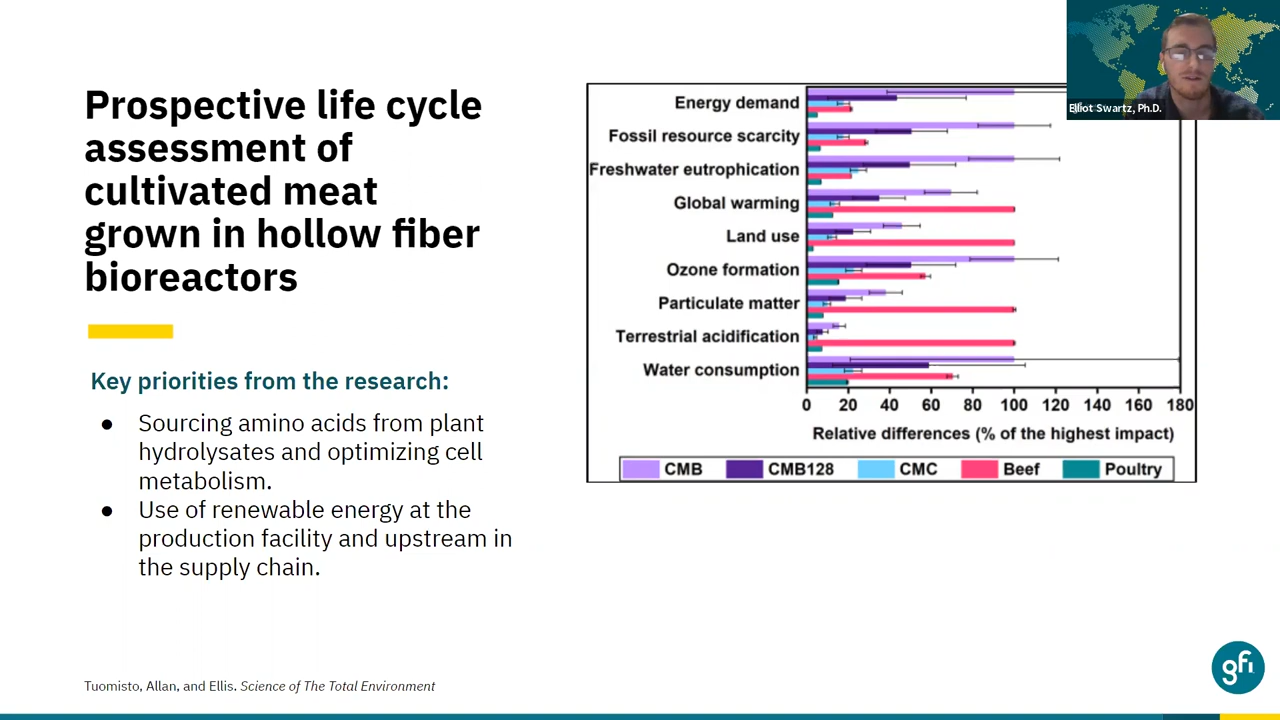 Prospective life cycle
assessment of
cultivated meat
grown in hollow fiber
bioreactors
Key priorities from the research:
● Sourcing amino acids from plant
hydrolysates and optimizing cell
metabolism.
● Use of renewable energy at the
production facility and upstream in
the supply chain.
Energy demand
Fossil resource scarcity
Freshwater eutrophication
Global warming
Land use
Ozone formation
Particulate matter
Terrestrial acidification
Water consumption
0 20 40 60 80 100 120 140 160 180
Relative differences (% of the highest impact)
CMB CMB128 CMC Beef Poultry
Elliot Swartz, Ph.D.
Tuomisto, Allan, and Ellis. Science of The Total Environment
gfi